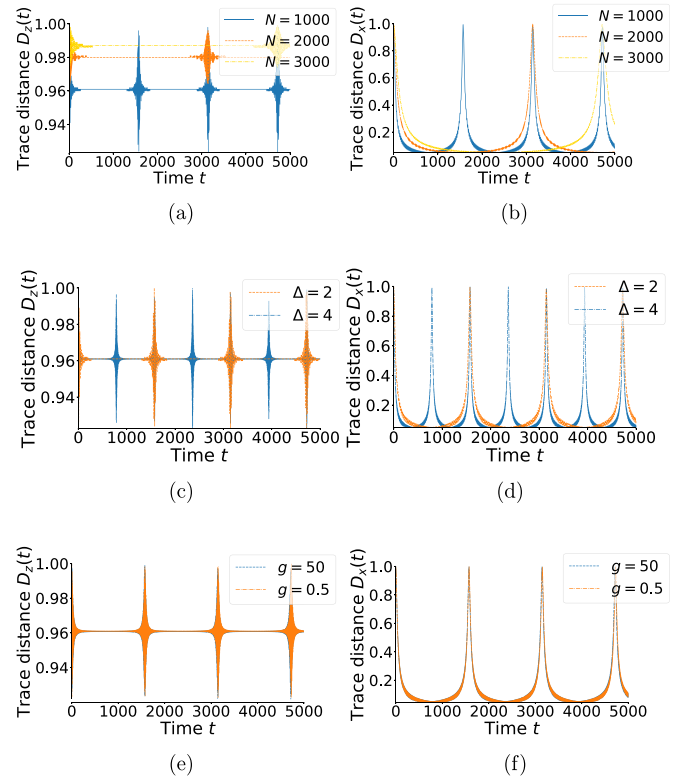 Trace distance D_z(t)
1.00
0.98
0.96
0.94
N = 1000
N = 2000
N = 3000
0 1000 2000 3000 4000 5000
Time t
(a)
Trace distance D_x(t)
1.0
0.8
0.6
0.4
0.2
N = 1000
N = 2000
N = 3000
0 1000 2000 3000 4000 5000
Time t
(b)
Trace distance D_z(t)
1.00
0.98
0.96
0.94
Δ = 2
Δ = 4
0 1000 2000 3000 4000 5000
Time t
(c)
Trace distance D_x(t)
1.0
0.8
0.6
0.4
0.2
Δ = 2
Δ = 4
0 1000 2000 3000 4000 5000
Time t
(d)
Trace distance D_z(t)
1.00
0.98
0.96
0.94
g = 50
g = 0.5
0 1000 2000 3000 4000 5000
Time t
(e)
Trace distance D_x(t)
1.0
0.8
0.6
0.4
0.2
g = 50
g = 0.5
0 1000 2000 3000 4000 5000
Time t
(f)